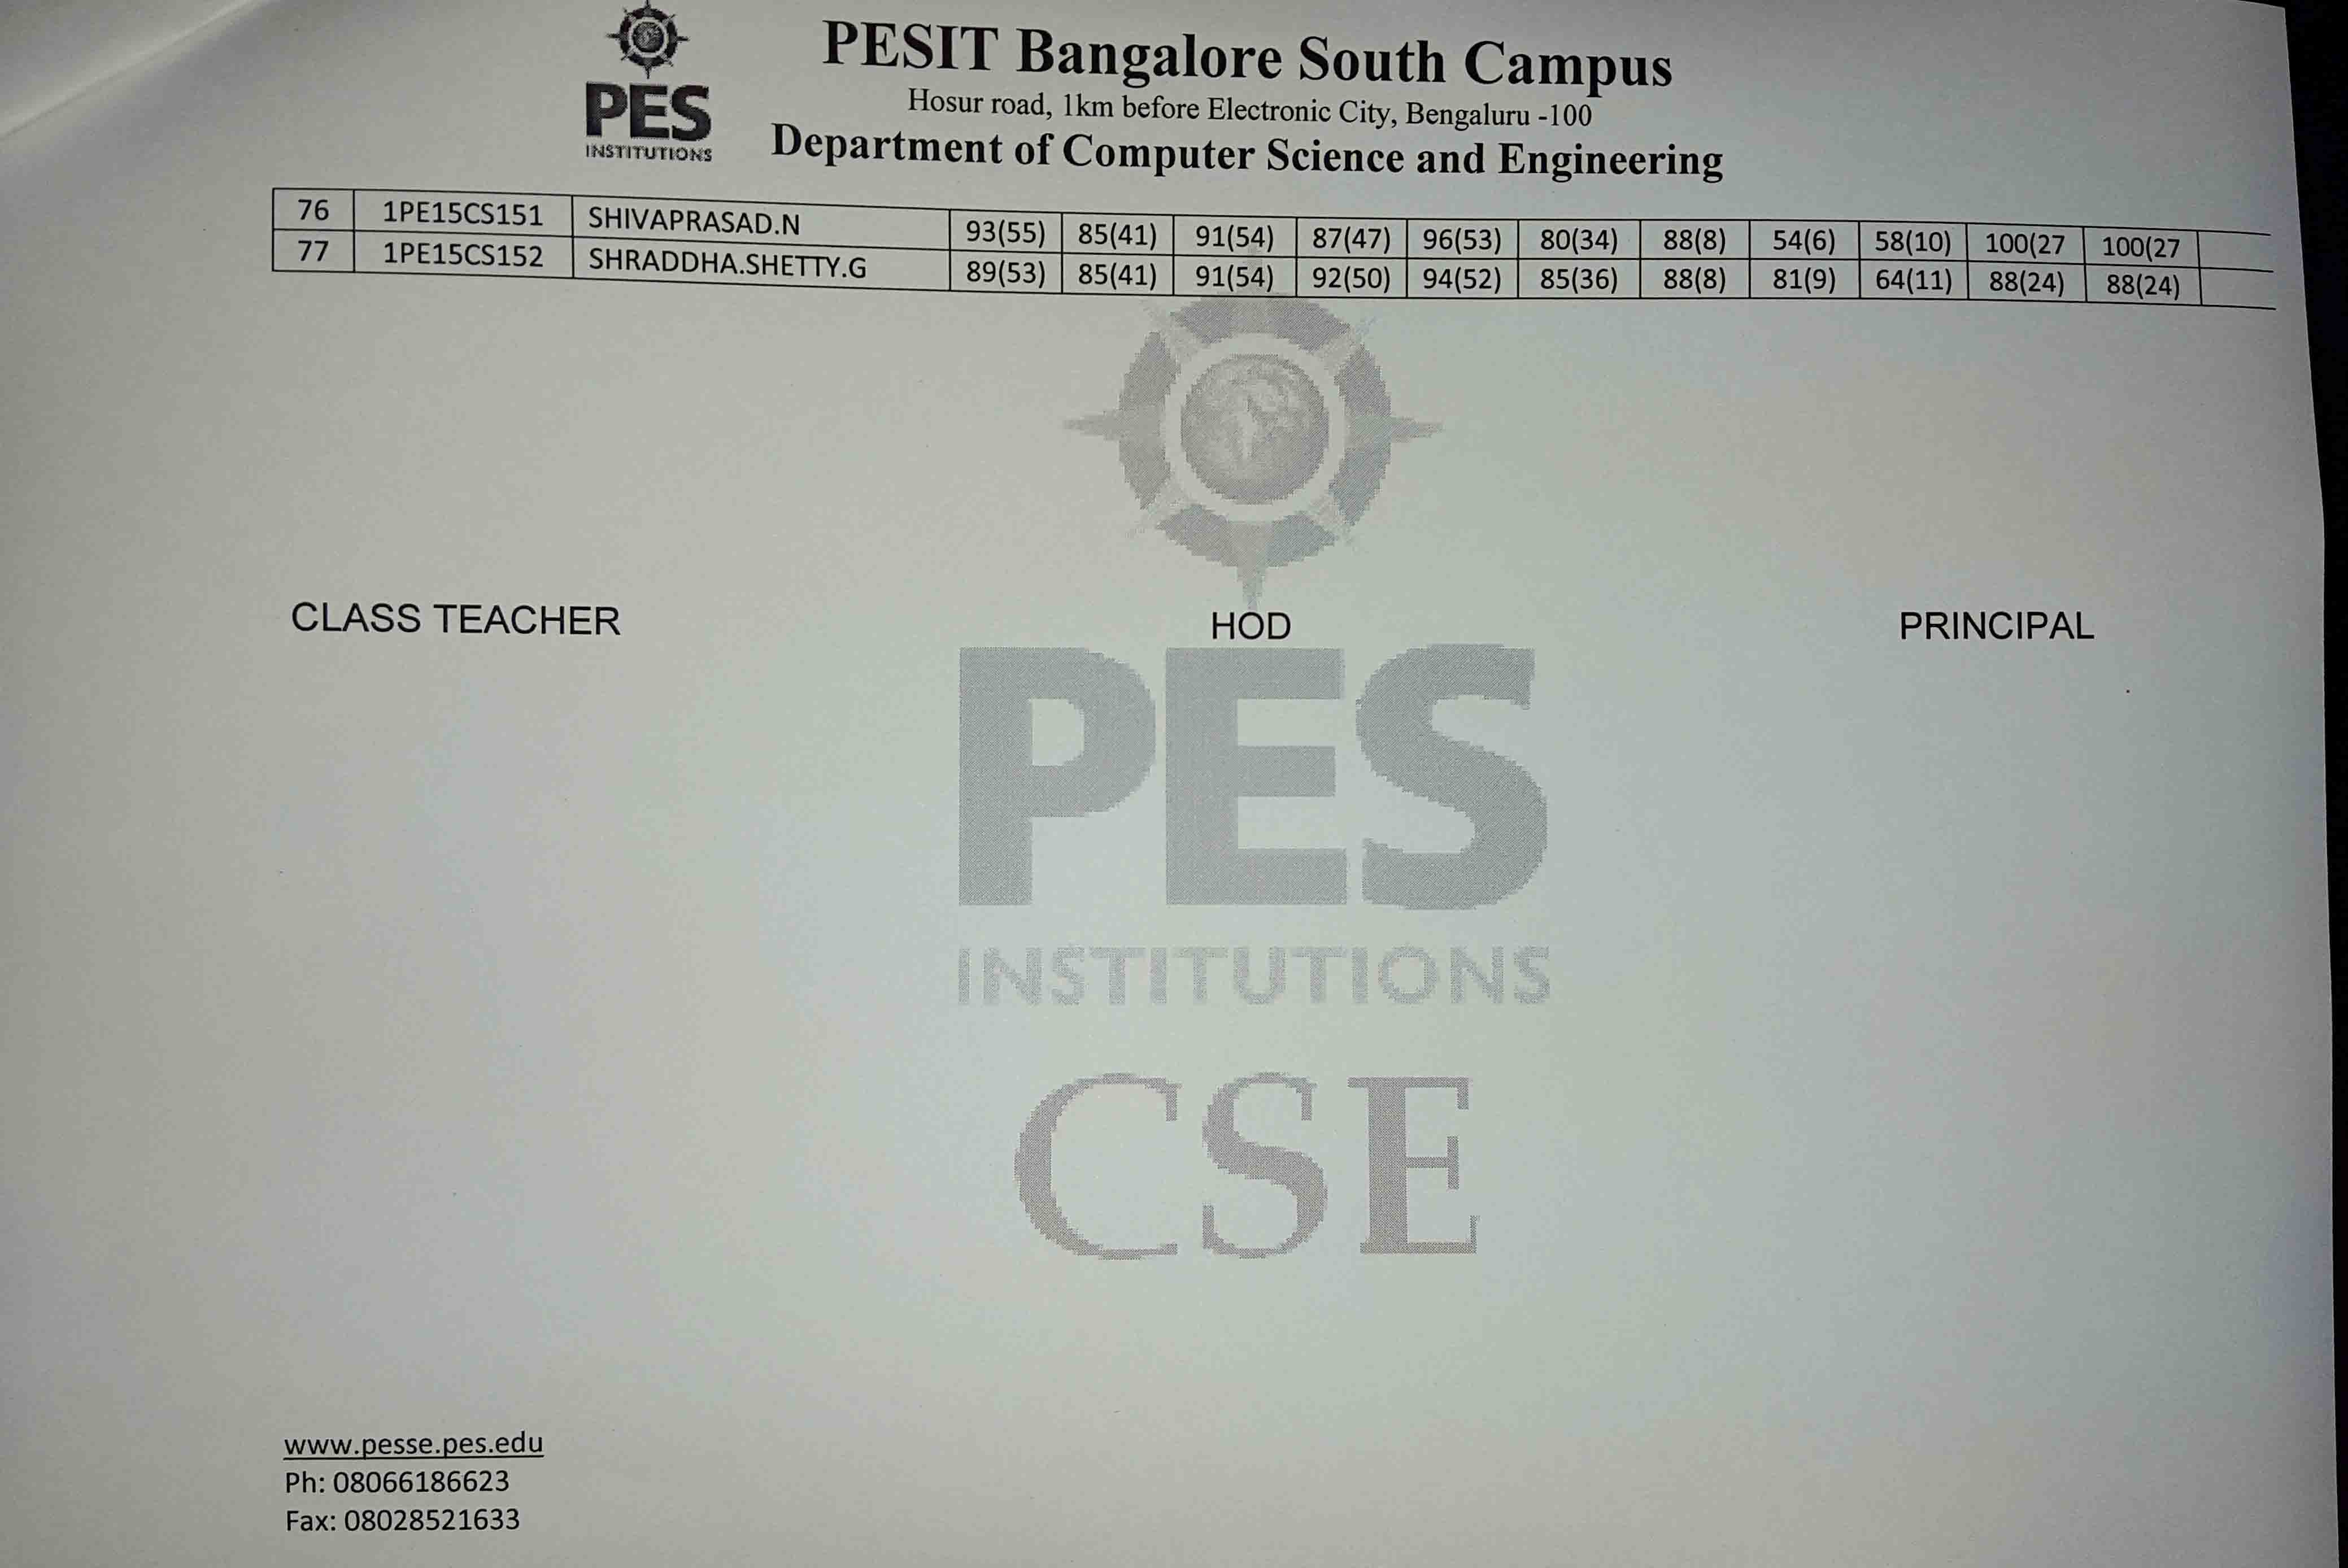 PES
INSTITUTIONS
PESIT Bangalore South Campus
Hosur road, 1km before Electronic City, Bengaluru -100
Department of Computer Science and Engineering
76 1PE15CS151 SHIVAPRASAD.N 93(55) 85(41) 91(54) 87(47) 96(53) 80(34) 88(8) 54(6) 58(10) 100(27 100(27
77 1PE15CS152 SHRADDHA.SHETTY.G 89(53) 85(41) 91(54) 92(50) 94(52) 85(36) 88(8) 81(9) 64(11) 88(24) 88(24)
CLASS TEACHER HOD PRINCIPAL
PES
INSTITUTIONS
CSE
www.pesse.pes.edu
Ph: 08066186623
Fax: 08028521633